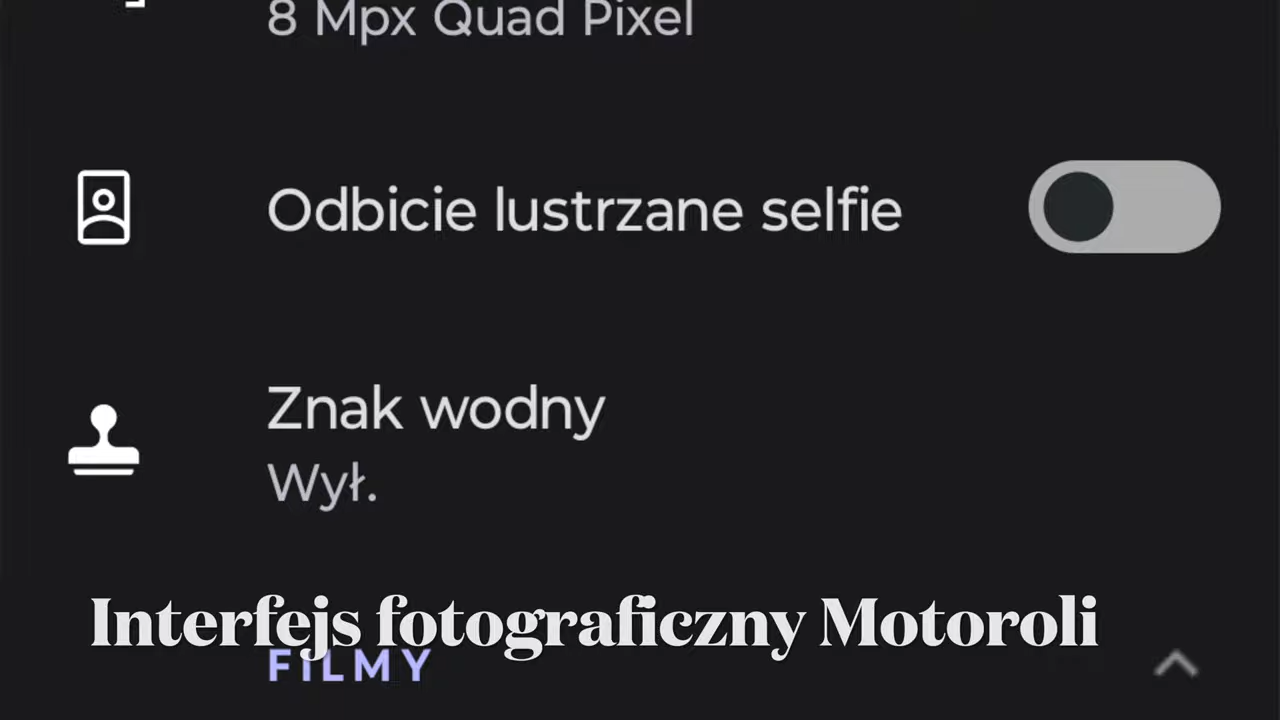 8 Mpx Quad Pixel
Odbicie lustrzane selfie
Znak wodny
Wył.
Interfejs fotograficzny Motoroli
FILMY